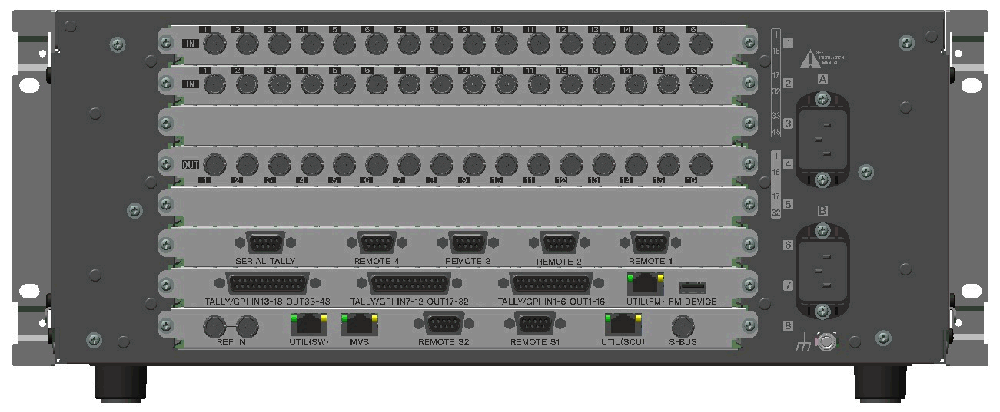 1 2 3 4 5 6 7 8 9 10 11 12 13 14 15 16
IN
1 16 1
SEE
INSTRUCTION
MANUAL
1 2 3 4 5 6 7 8 9 10 11 12 13 14 15 16
IN
17 32 2
A
33 48 3
OUT
1 16 4
1 2 3 4 5 6 7 8 9 10 11 12 13 14 15 16
17 32 5
B
6
SERIAL TALLY REMOTE 4 REMOTE 3 REMOTE 2 REMOTE 1
7
TALLY/GPI IN13-18 OUT33-48 TALLY/GPI IN7-12 OUT17-32 TALLY/GPI IN1-6 OUT1-16 UTIL(FM) FM DEVICE
8
REF IN UTIL(SW) MVS REMOTE S2 REMOTE S1 UTIL(SCU) S-BUS